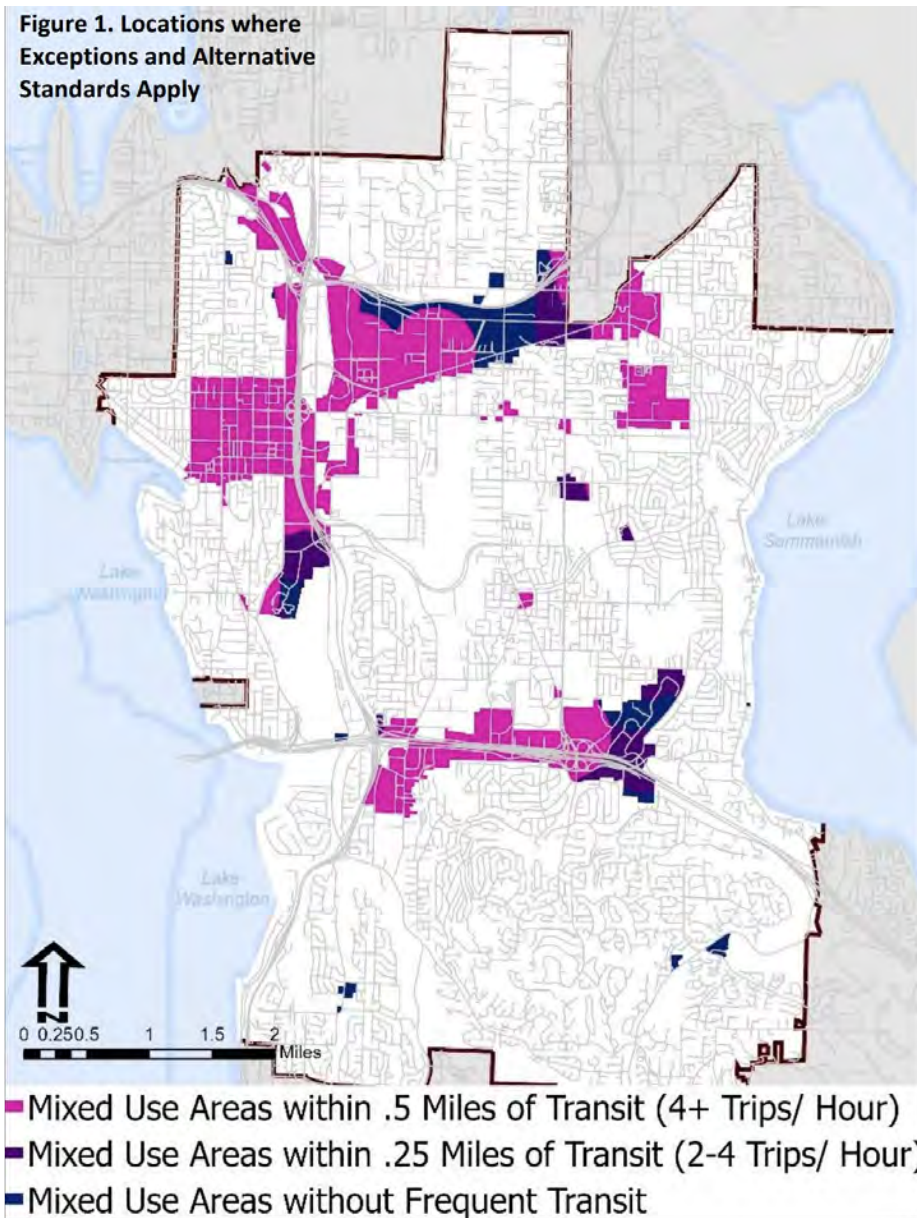 Figure 1. Locations where
Exceptions and Alternative
Standards Apply
Lake
Sammamish
Lake
Washington
Lake
Washington
N
0 0.25 0.5 1 1.5 2
Miles
Mixed Use Areas within .5 Miles of Transit (4+ Trips/ Hour)
Mixed Use Areas within .25 Miles of Transit (2-4 Trips/ Hour)
Mixed Use Areas without Frequent Transit